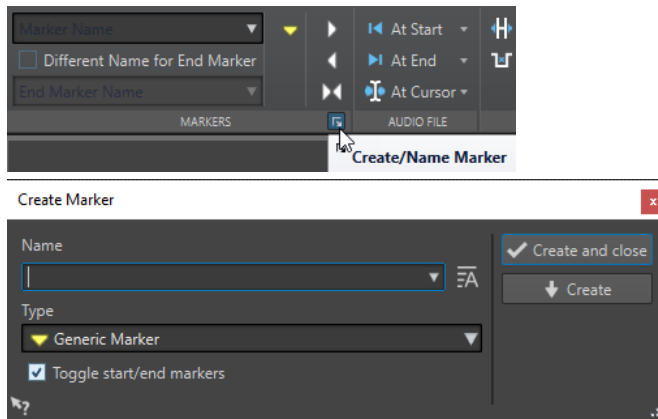 Marker Name
At Start
Different Name for End Marker
At End
End Marker Name
At Cursor
MARKERS
AUDIO FILE
Create/Name Marker
Create Marker
x
Name
Create and close
A
Create
Type
Generic Marker
Toggle start/end markers
?